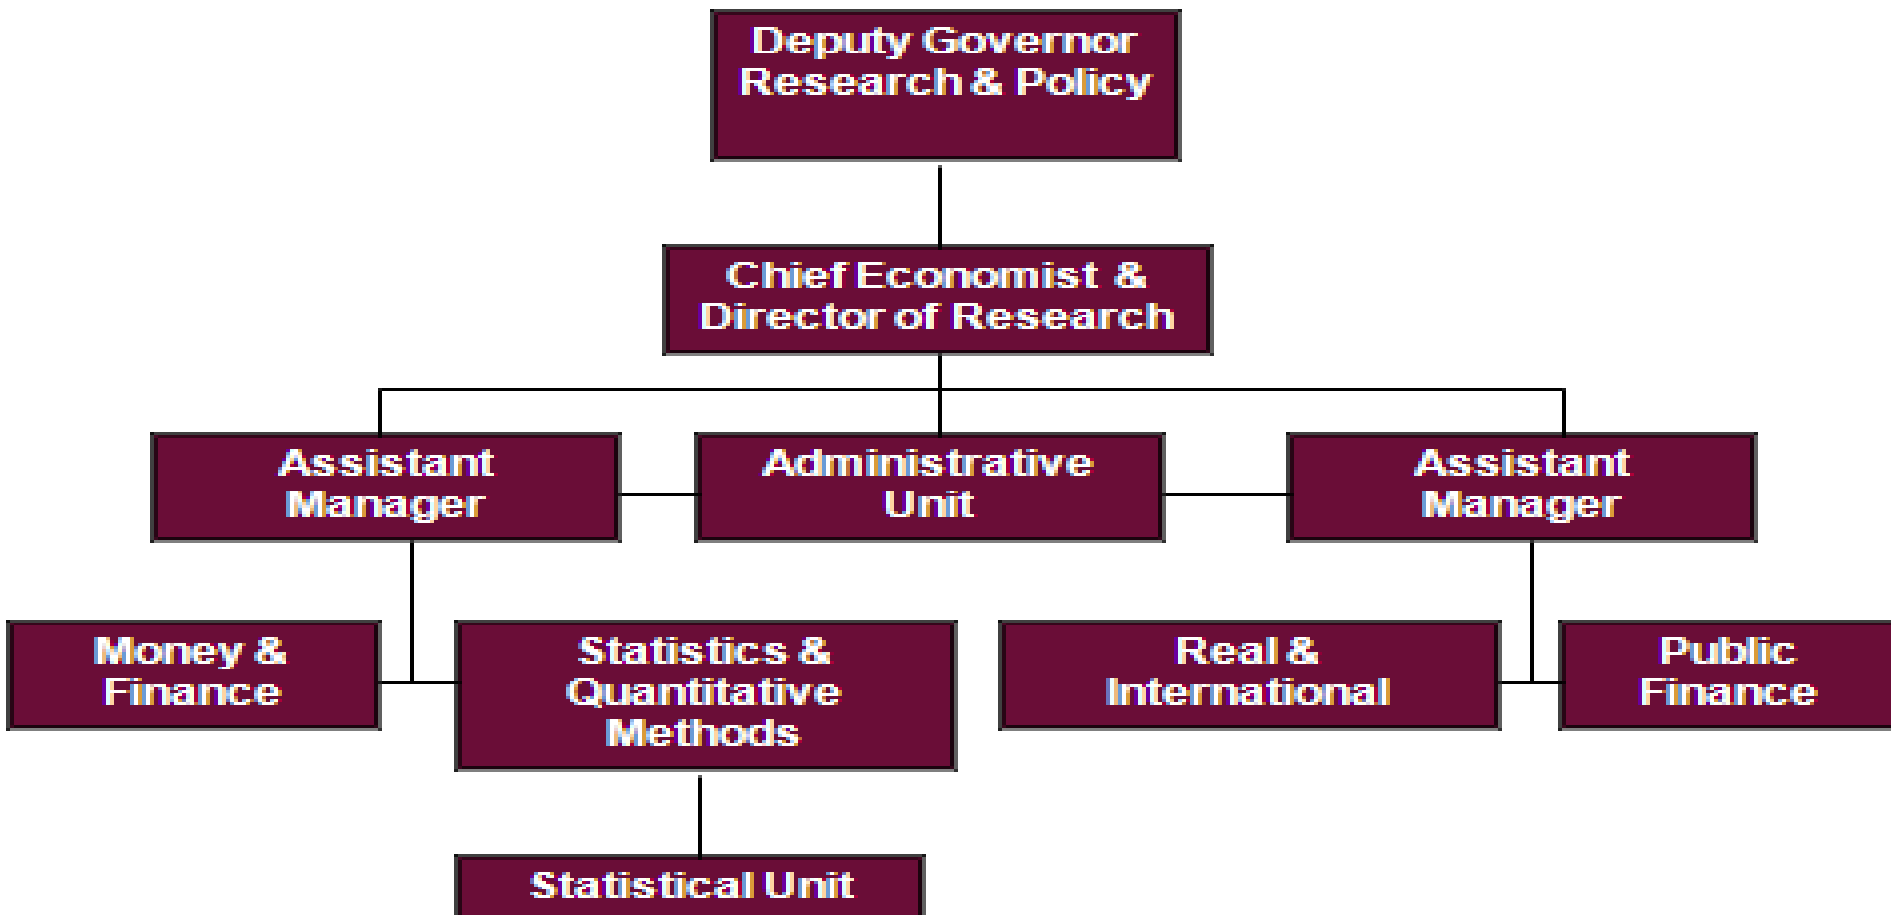 Deputy Governor
Research & Policy
Chief Economist &
Director of Research
Assistant
Manager
Administrative
Unit
Assistant
Manager
Money &
Finance
Statistics &
Quantitative
Methods
Real &
International
Public
Finance
Statistical Unit